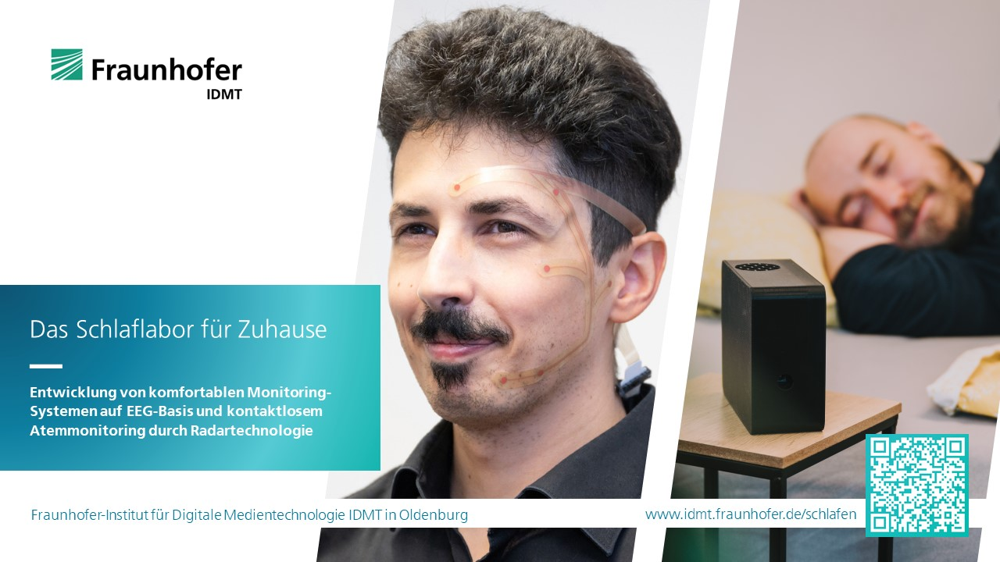 Fraunhofer
IDMT
Das Schlaflabor für Zuhause
Entwicklung von komfortablen Monitoring-
Systemen auf EEG-Basis und kontaktlosem
Atemmonitoring durch Radartechnologie
Fraunhofer-Institut für Digitale Medientechnologie IDMT in Oldenburg
www.idmt.fraunhofer.de/schlafen